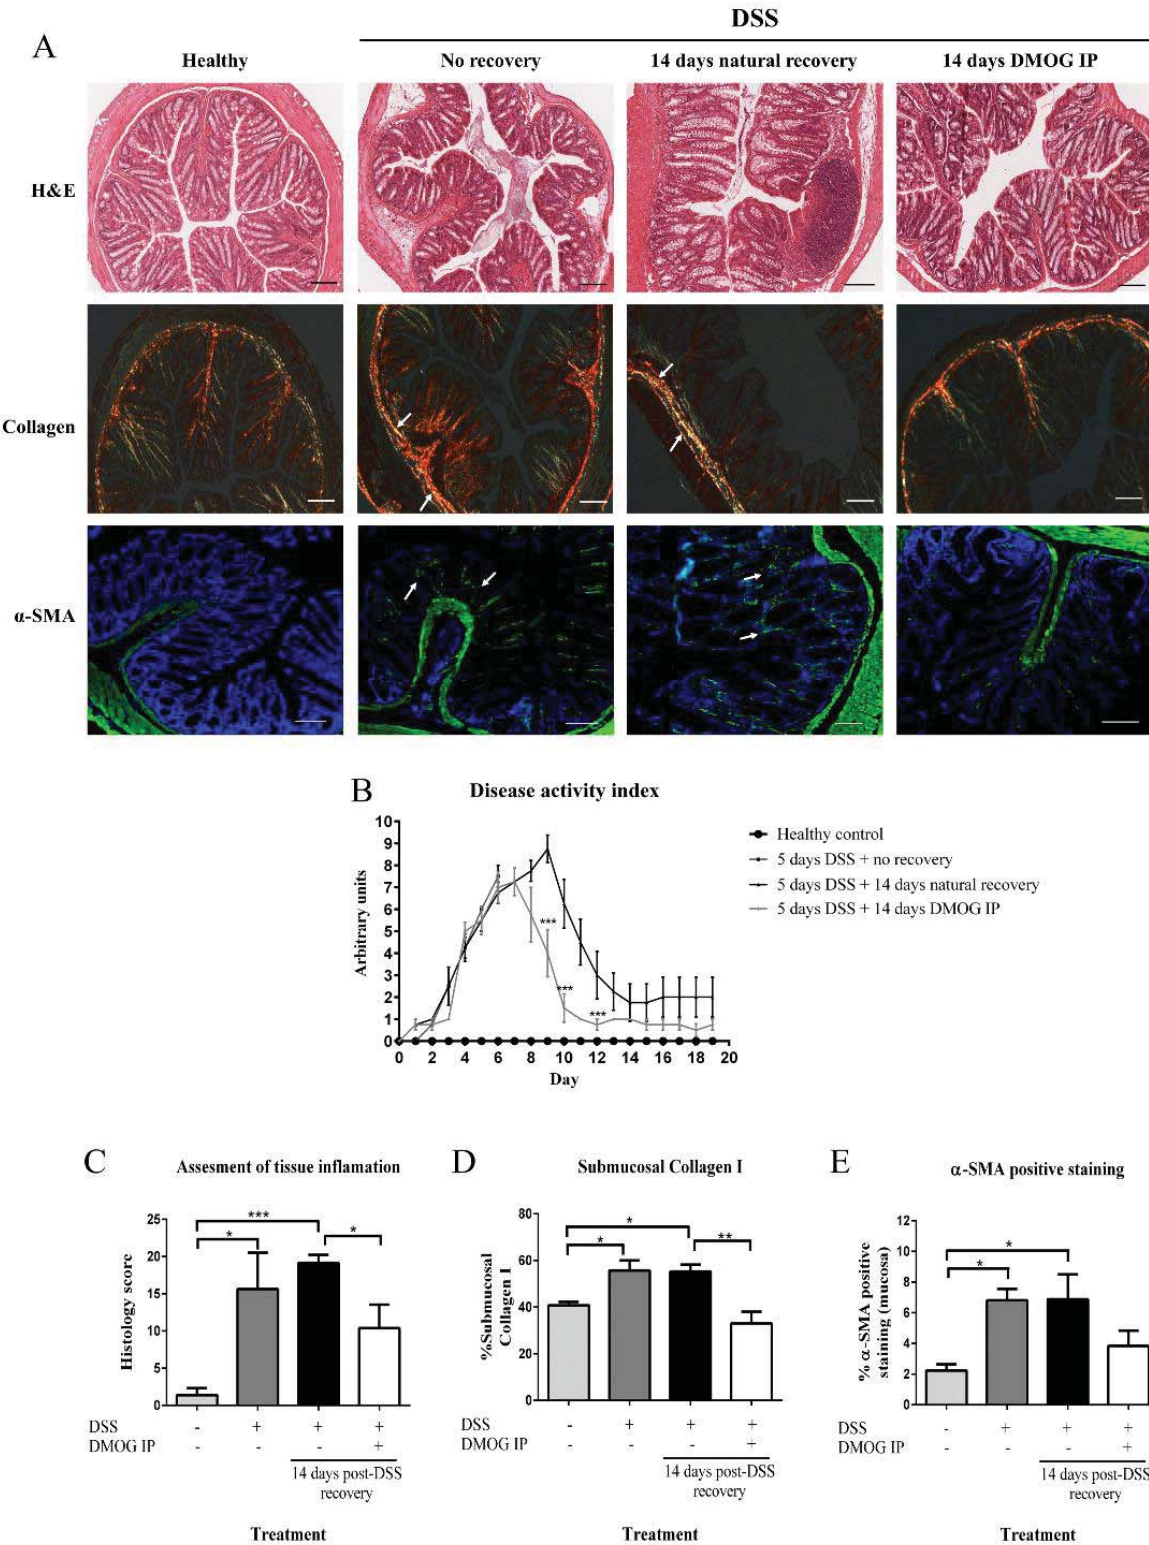 DSS
A
Healthy
No recovery
14 days natural recovery
14 days DMOG IP
H&E
Collagen
α-SMA
B
Disease activity index
10
9
8
7
6
5
4
3
2
1
0
Arbitrary units
***
***
***
0 2 4 6 8 10 12 14 16 18 20
Day
Healthy control
5 days DSS + no recovery
5 days DSS + 14 days natural recovery
5 days DSS + 14 days DMOG IP
C
Assesment of tissue inflamation
25
20
15
10
5
0
Histology score
***
*
*
DSS - + + +
DMOG IP - - - +
14 days post-DSS
recovery
Treatment
D
Submucosal Collagen I
80
60
40
20
0
%Submucosal
Collagen I
*
*
**
- + + +
- - - +
14 days post-DSS
recovery
Treatment
E
α-SMA positive staining
12
10
8
6
4
2
0
% α-SMA positive
staining (mucosa)
*
*
DSS - + + +
DMOG IP - - - +
14 days post-DSS
recovery
Treatment